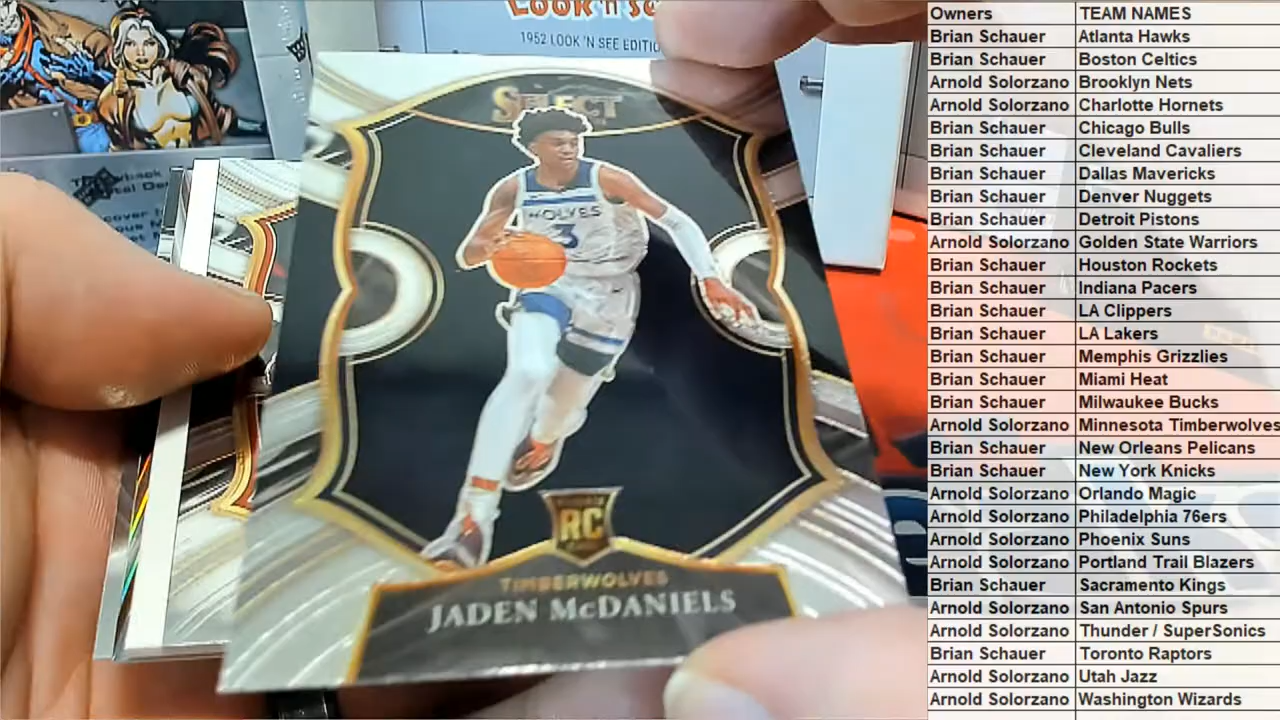 LOOK 'N SEE
1952 LOOK 'N SEE EDITIO
SELECT
WOLVES
3
RC
TIMBERWOLVES
JADEN McDANIELS
Owners TEAM NAMES
Brian Schauer Atlanta Hawks
Brian Schauer Boston Celtics
Arnold Solorzano Brooklyn Nets
Arnold Solorzano Charlotte Hornets
Brian Schauer Chicago Bulls
Brian Schauer Cleveland Cavaliers
Brian Schauer Dallas Mavericks
Brian Schauer Denver Nuggets
Brian Schauer Detroit Pistons
Arnold Solorzano Golden State Warriors
Brian Schauer Houston Rockets
Brian Schauer Indiana Pacers
Brian Schauer LA Clippers
Brian Schauer LA Lakers
Brian Schauer Memphis Grizzlies
Brian Schauer Miami Heat
Brian Schauer Milwaukee Bucks
Arnold Solorzano Minnesota Timberwolves
Brian Schauer New Orleans Pelicans
Brian Schauer New York Knicks
Arnold Solorzano Orlando Magic
Arnold Solorzano Philadelphia 76ers
Arnold Solorzano Phoenix Suns
Arnold Solorzano Portland Trail Blazers
Brian Schauer Sacramento Kings
Arnold Solorzano San Antonio Spurs
Arnold Solorzano Thunder / SuperSonics
Brian Schauer Toronto Raptors
Arnold Solorzano Utah Jazz
Arnold Solorzano Washington Wizards